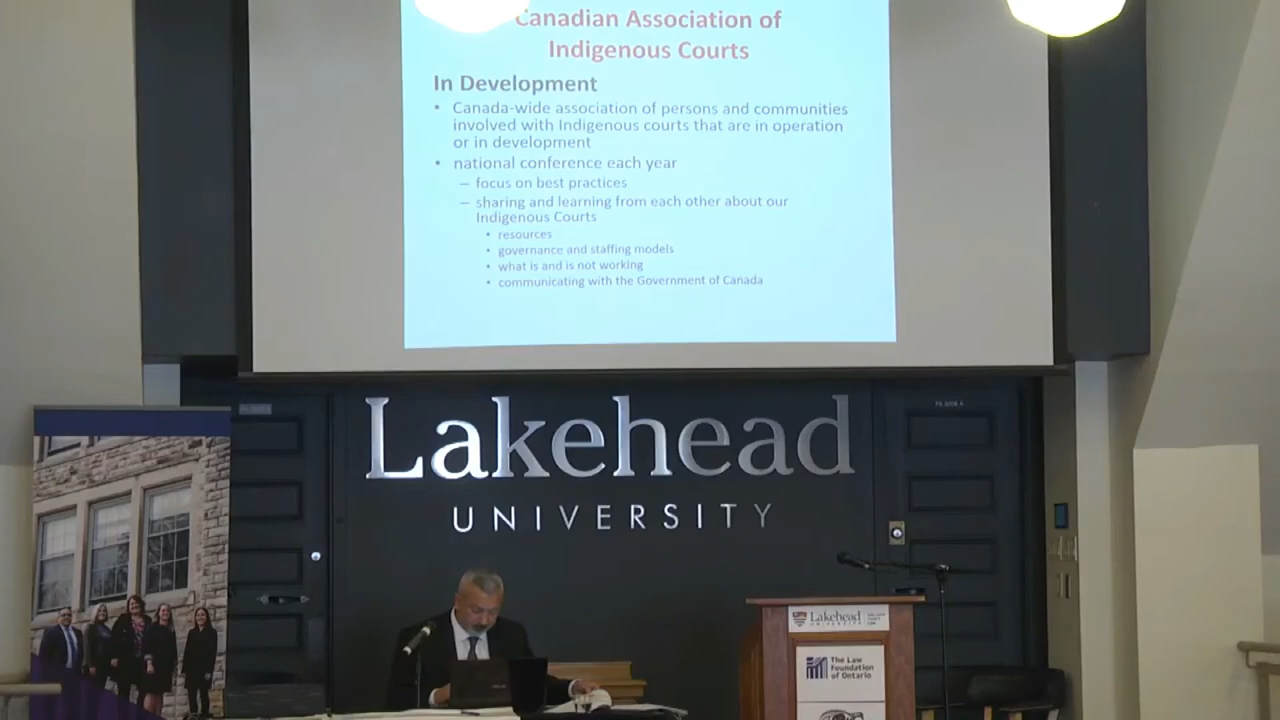 Canadian Association of
Indigenous Courts
In Development
• Canada-wide association of persons and communities
involved with Indigenous courts that are in operation
or in development
• national conference each year
– focus on best practices
– sharing and learning from each other about our
Indigenous Courts
• resources
• governance and staffing models
• what is and is not working
• communicating with the Government of Canada
Lakehead
UNIVERSITY
Lakehead
UNIVERSITY
The Law
Foundation
of Ontario